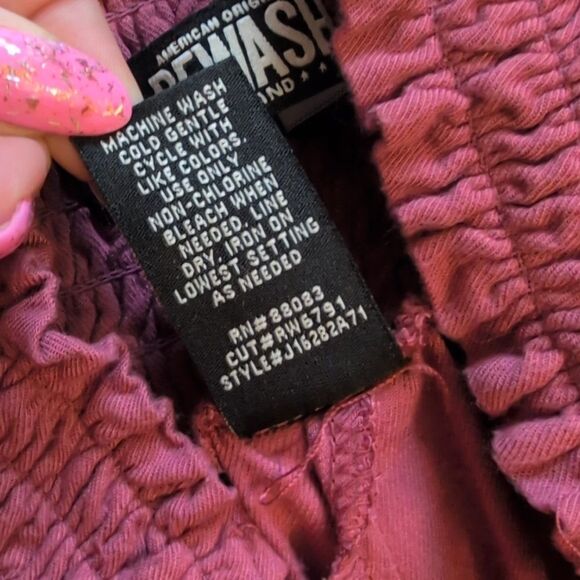 AMERICAN ORIGI
REWASH
AND
MACHINE WASH
COLD GENTLE
CYCLE WITH
LIKE COLORS.
USE ONLY
NON-CHLORINE
BLEACH WHEN
NEEDED. LINE
DRY IRON ON
LOWEST SETTING
AS NEEDED
RN#88083
CUT#RW6791
STYLE#J16282A71